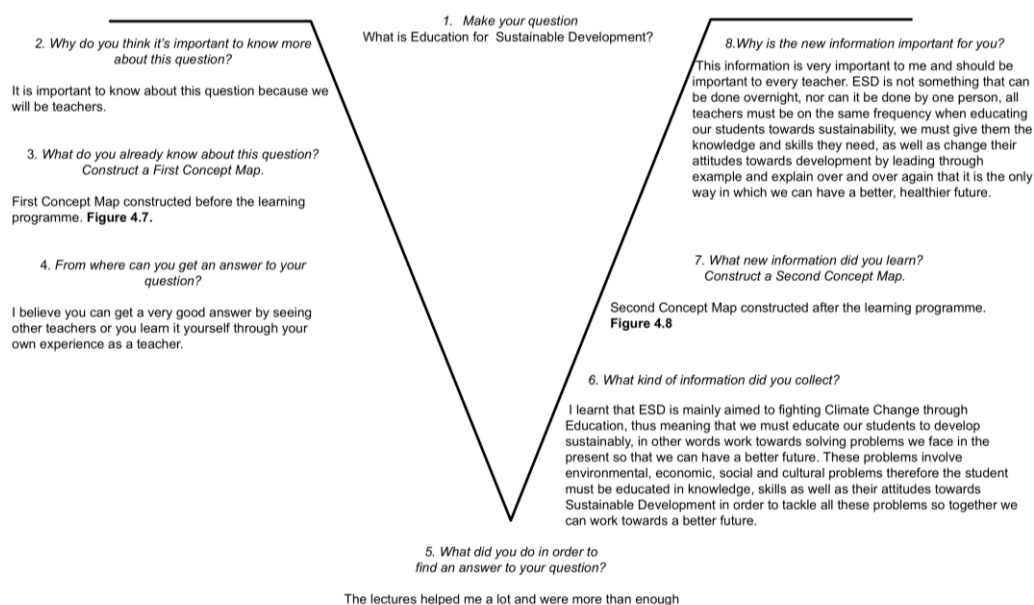 1. Make your question
What is Education for Sustainable Development?
2. Why do you think it's important to know more
about this question?
It is important to know about this question because we
will be teachers.
3. What do you already know about this question?
Construct a First Concept Map.
First Concept Map constructed before the learning
programme. Figure 4.7.
4. From where can you get an answer to your
question?
I believe you can get a very good answer by seeing
other teachers or you learn it yourself through your
own experience as a teacher.
5. What did you do in order to
find an answer to your question?
The lectures helped me a lot and were more than enough
6. What kind of information did you collect?
I learnt that ESD is mainly aimed to fighting Climate Change through
Education, thus meaning that we must educate our students to develop
sustainably, in other words work towards solving problems we face in the
present so that we can have a better future. These problems involve
environmental, economic, social and cultural problems therefore the student
must be educated in knowledge, skills as well as their attitudes towards
Sustainable Development in order to tackle all these problems so together we
can work towards a better future.
7. What new information did you learn?
Construct a Second Concept Map.
Second Concept Map constructed after the learning programme.
Figure 4.8
8.Why is the new information important for you?
This information is very important to me and should be
important to every teacher. ESD is not something that can
be done overnight, nor can it be done by one person, all
teachers must be on the same frequency when educating
our students towards sustainability, we must give them the
knowledge and skills they need, as well as change their
attitudes towards development by leading through
example and explain over and over again that it is the only
way in which we can have a better, healthier future.